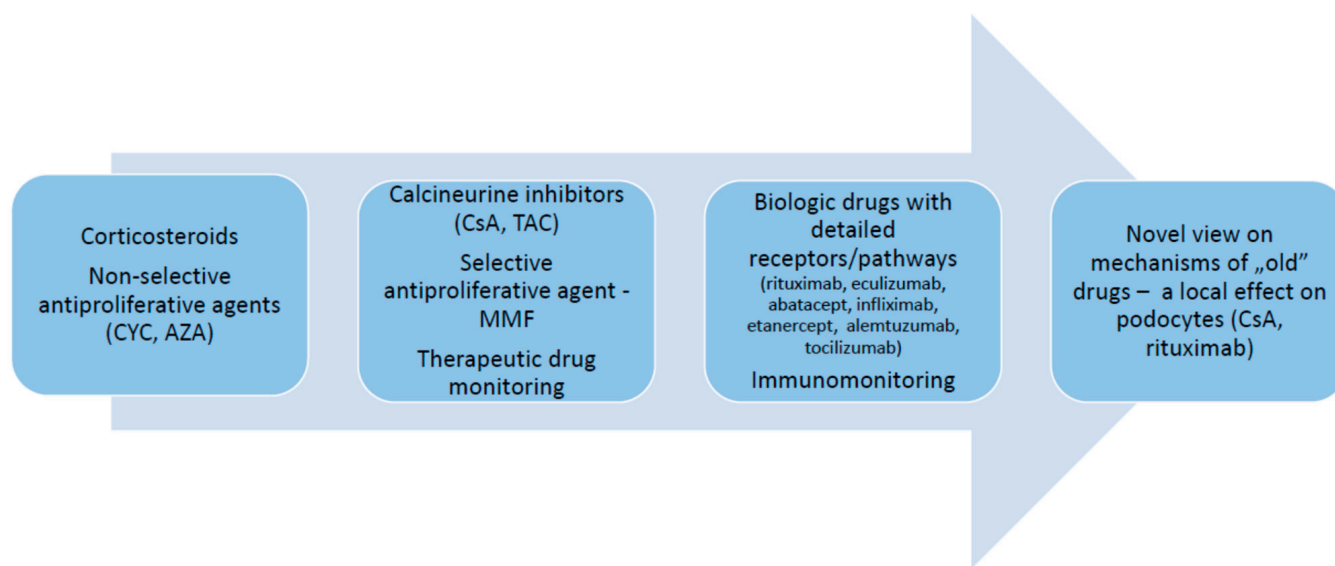 Corticosteroids
Non-selective
antiproliferative agents
(CYC, AZA)
Calcineurine inhibitors
(CsA, TAC)
Selective
antiproliferative agent -
MMF
Therapeutic drug
monitoring
Biologic drugs with
detailed
receptors/pathways
(rituximab, eculizumab,
abatacept, infliximab,
etanercept, alemtuzumab,
tocilizumab)
Immunomonitoring
Novel view on
mechanisms of „old”
drugs – a local effect on
podocytes (CsA,
rituximab)